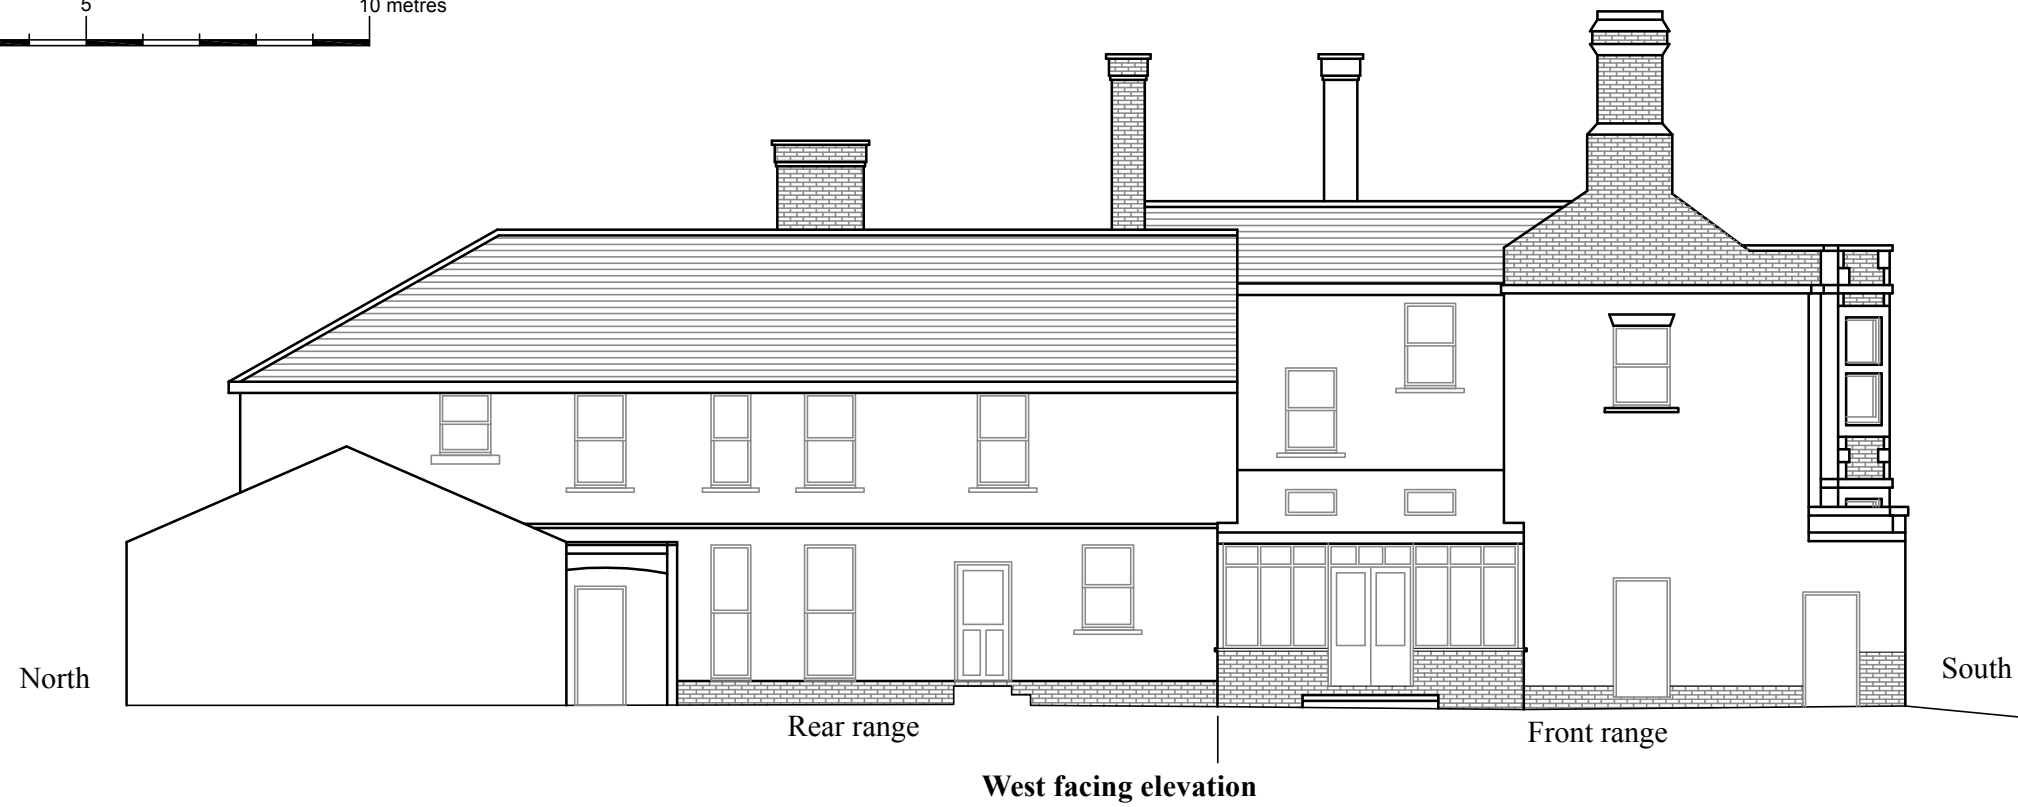 5
10 metres
North
South
Rear range
Front range
West facing elevation